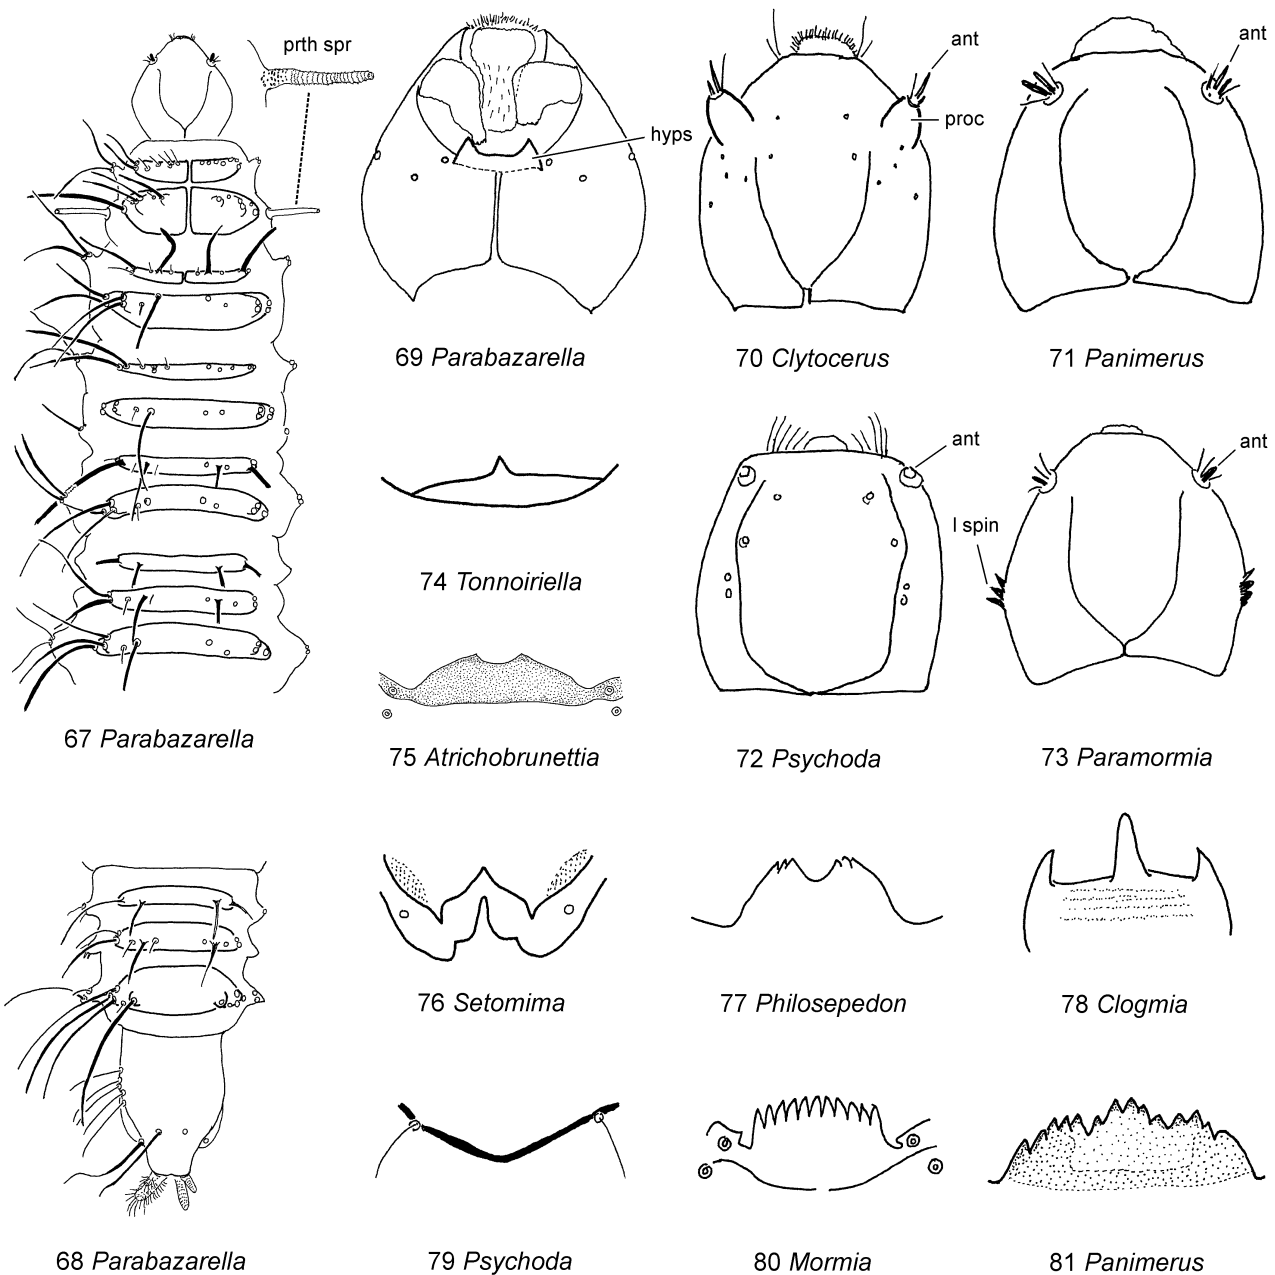 prth spr
hyps
ant
proc
ant
69 Parabazarella
70 Clytocerus
71 Panimerus
ant
l spin
ant
74 Tonnoiriella
67 Parabazarella
75 Atrichobrunettia
72 Psychoda
73 Paramormia
76 Setomima
77 Philosepedon
78 Clogmia
68 Parabazarella
79 Psychoda
80 Mormia
81 Panimerus